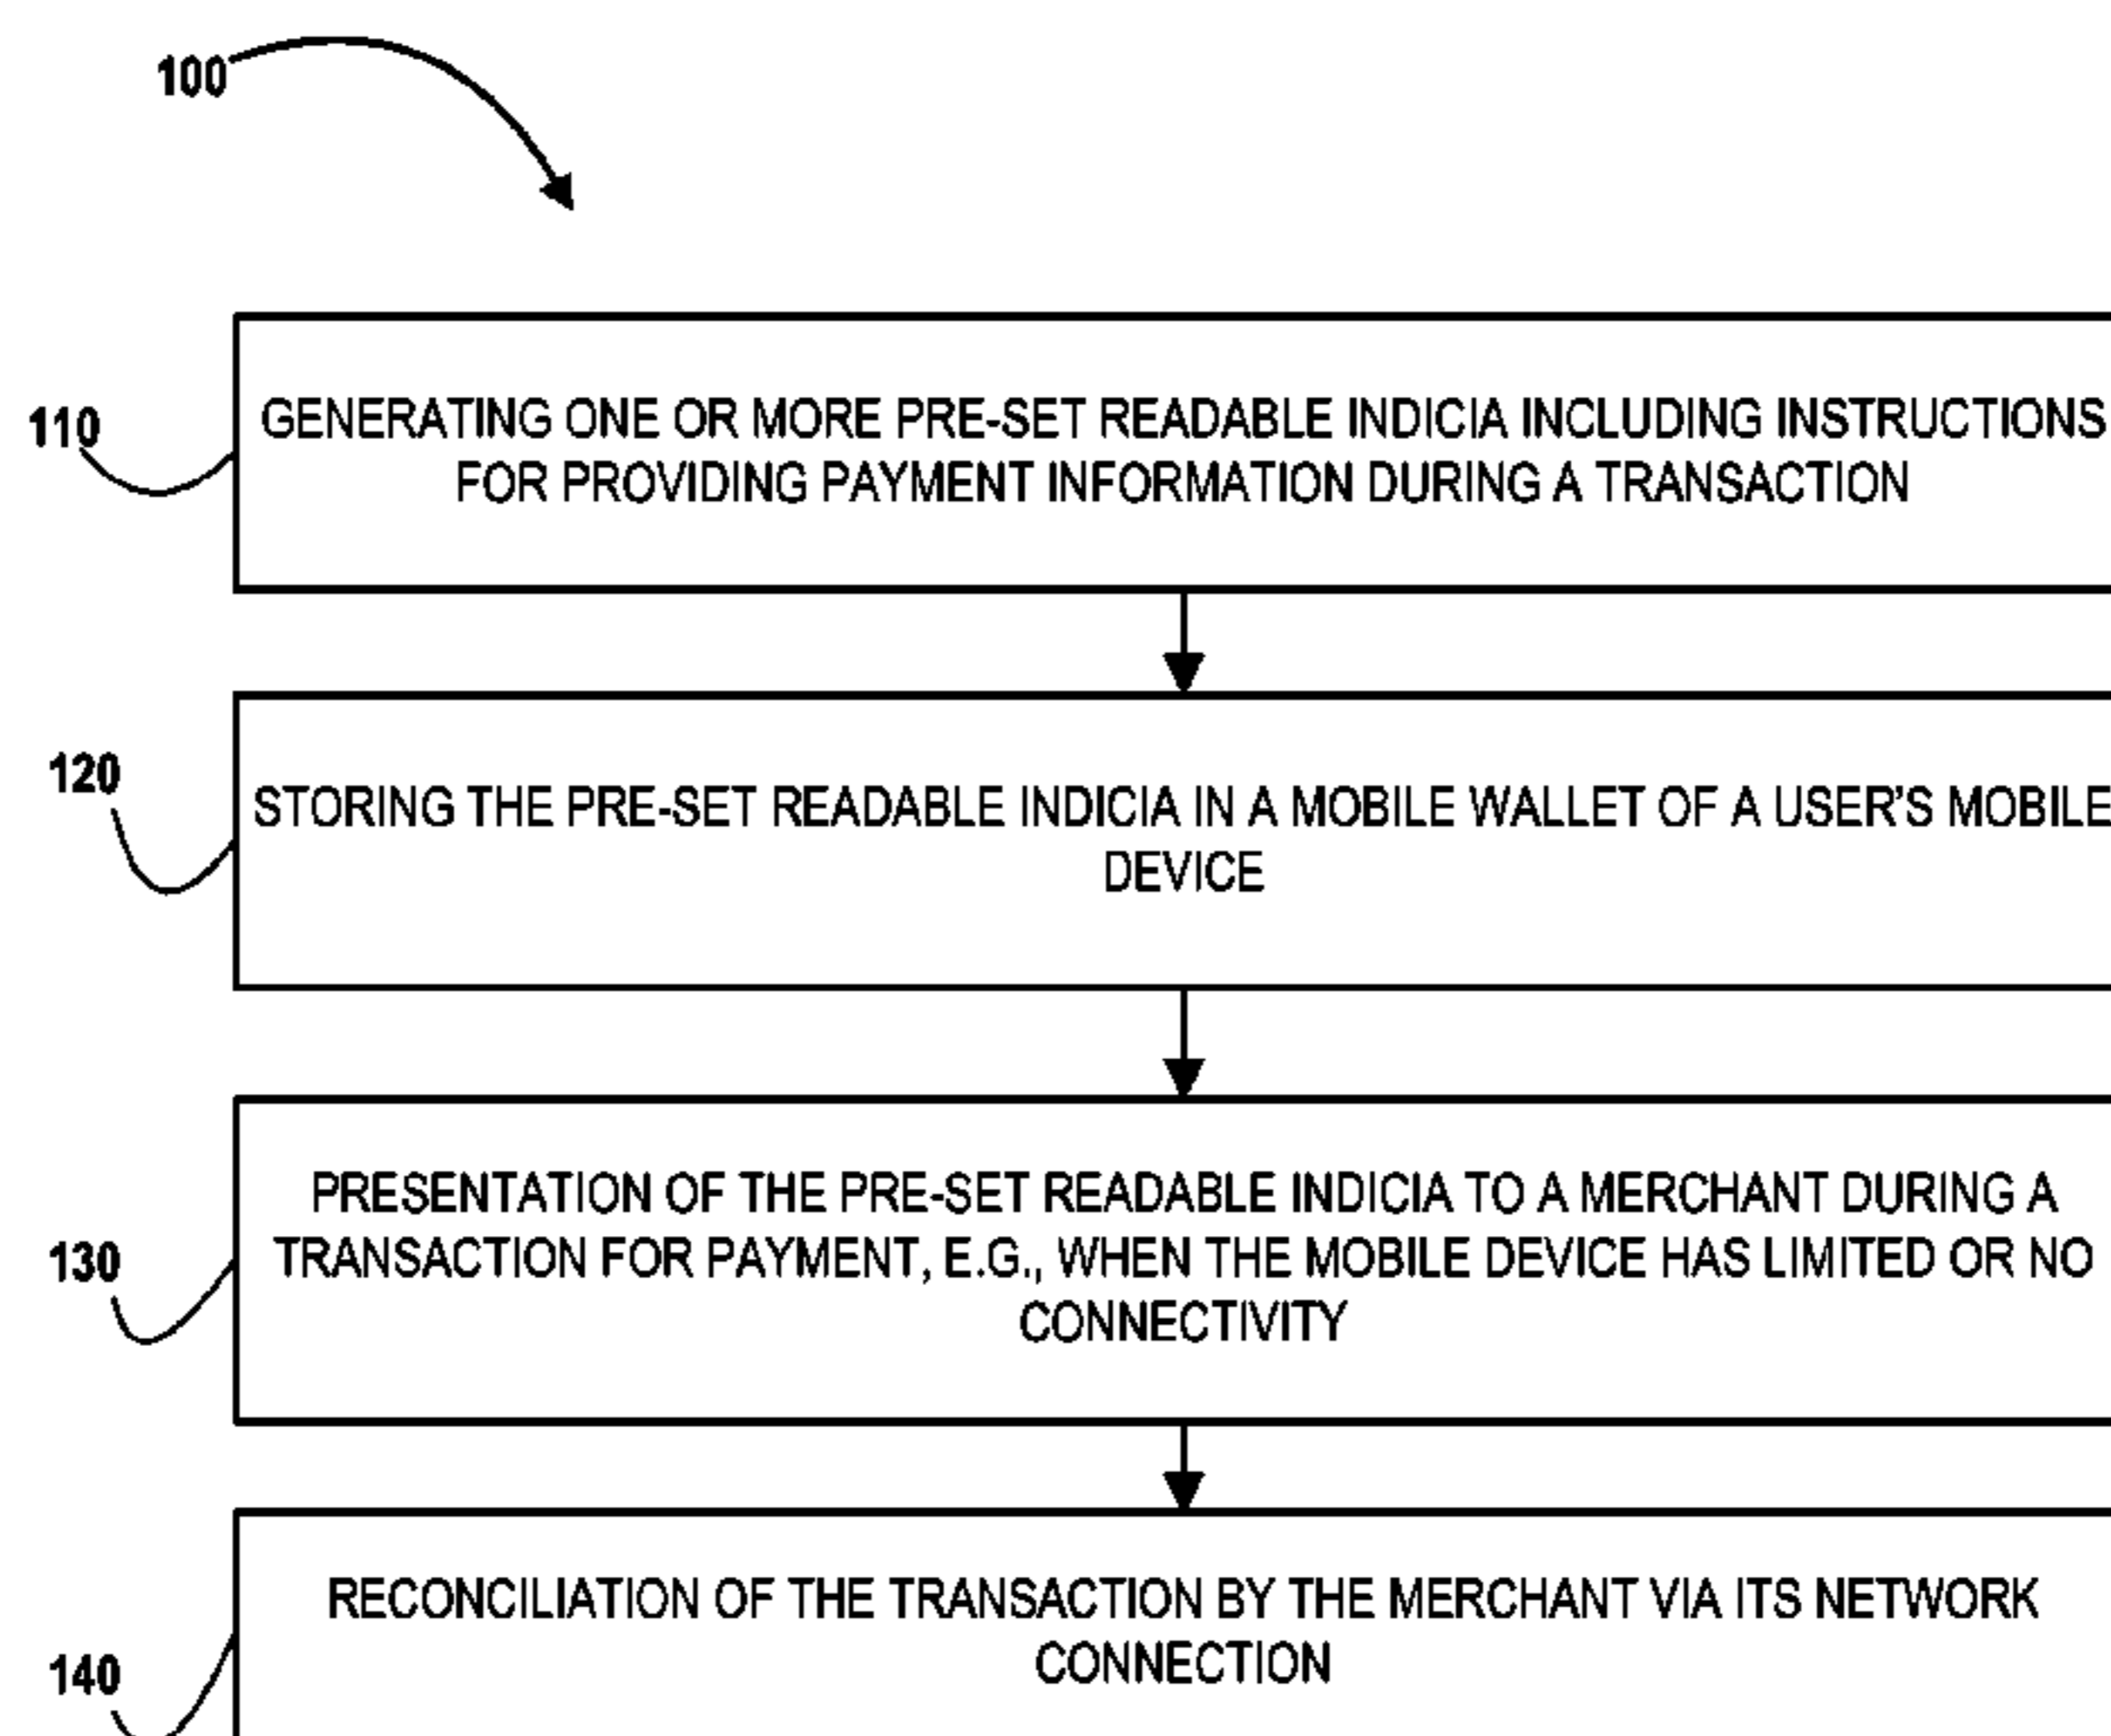 100
110
GENERATING ONE OR MORE PRE-SET READABLE INDICIA INCLUDING INSTRUCTIONS
FOR PROVIDING PAYMENT INFORMATION DURING A TRANSACTION
120
STORING THE PRE-SET READABLE INDICIA IN A MOBILE WALLET OF A USER'S MOBILE
DEVICE
130
PRESENTATION OF THE PRE-SET READABLE INDICIA TO A MERCHANT DURING A
TRANSACTION FOR PAYMENT, E.G., WHEN THE MOBILE DEVICE HAS LIMITED OR NO
CONNECTIVITY
140
RECONCILIATION OF THE TRANSACTION BY THE MERCHANT VIA ITS NETWORK
CONNECTION